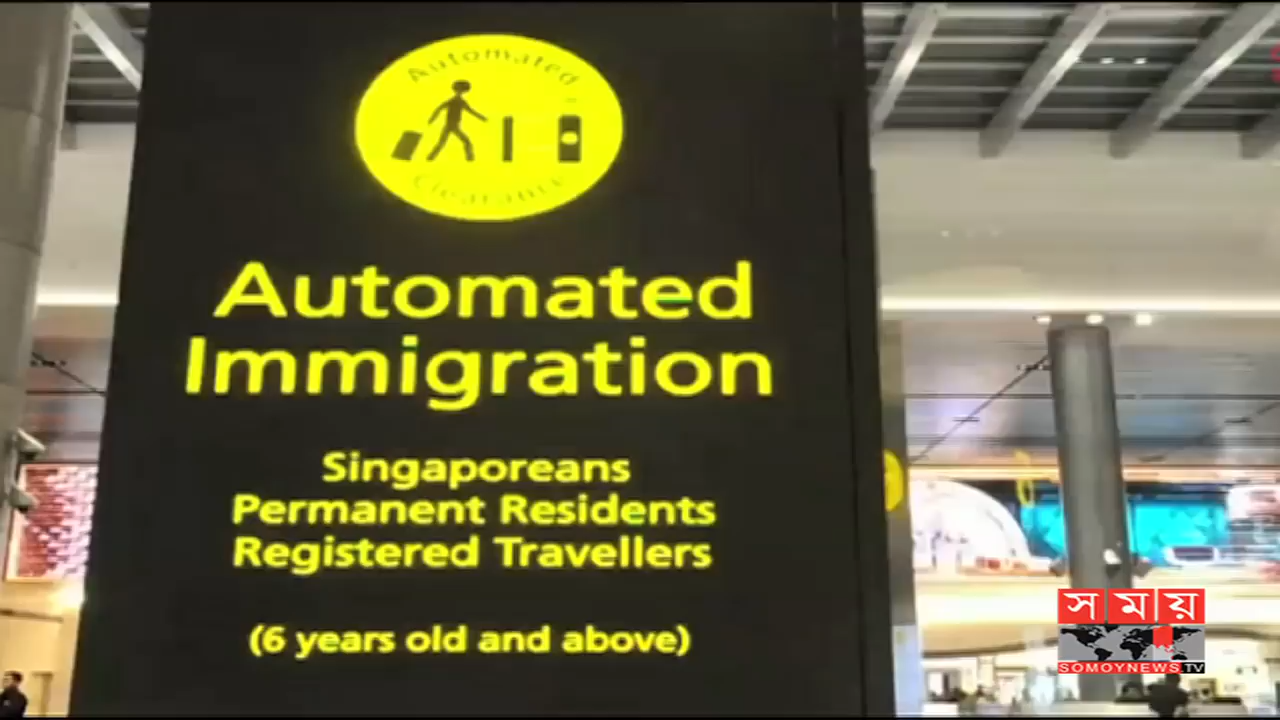 Automated
Clearance
Automated
Immigration
Singaporeans
Permanent Residents
Registered Travellers
(6 years old and above)
সময়
SOMOYNEWS.TV